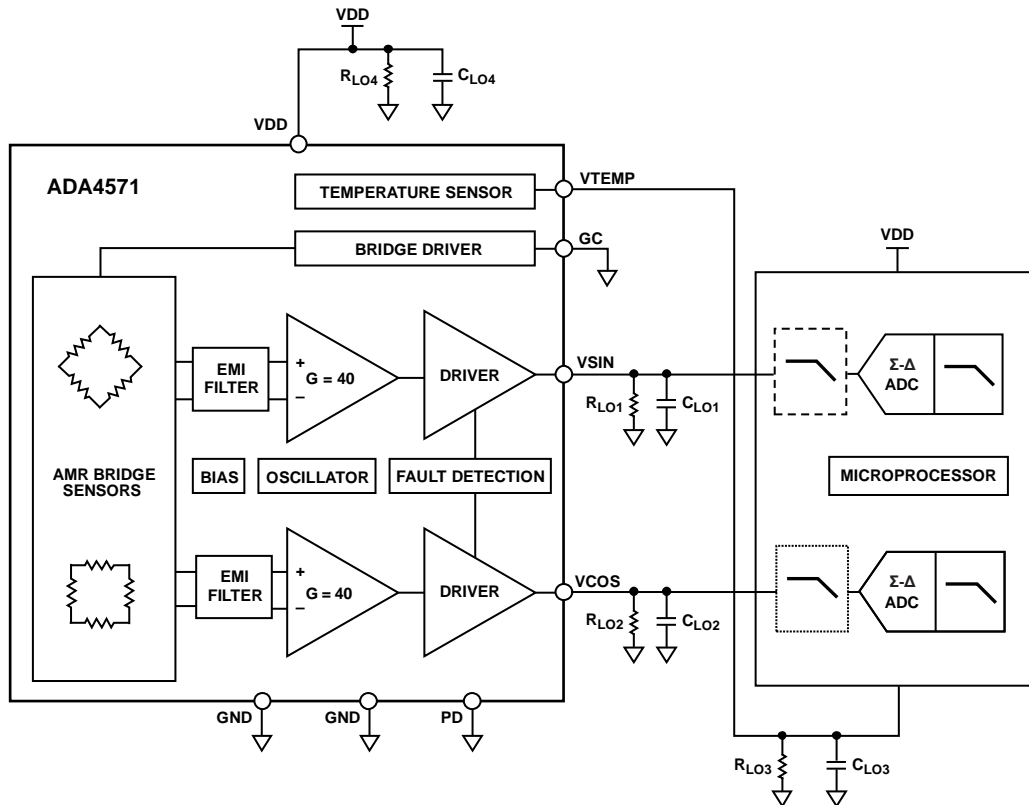 VDD
RLO4
CLO4
VDD
ADA4571
TEMPERATURE SENSOR
VTEMP
BRIDGE DRIVER
GC
VDD
EMI
FILTER
+
–
G = 40
DRIVER
VSIN
RLO1
CLO1
Σ-Δ
ADC
AMR BRIDGE
SENSORS
BIAS
OSCILLATOR
FAULT DETECTION
MICROPROCESSOR
EMI
FILTER
+
–
G = 40
DRIVER
VCOS
RLO2
CLO2
Σ-Δ
ADC
GND
GND
PD
RLO3
CLO3